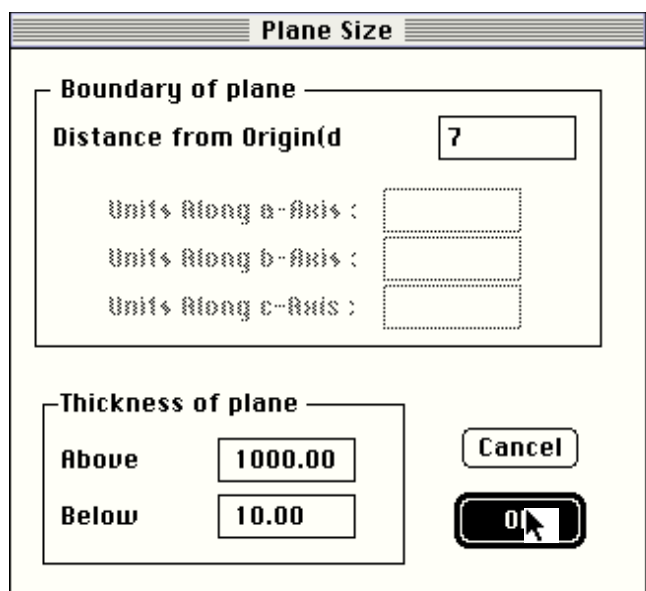 Plane Size
Boundary of plane
Distance from Origin(d
7
Units Along a-Axis :
Units Along b-Axis :
Units Along c-Axis :
Thickness of plane
Above
1000.00
Below
10.00
Cancel